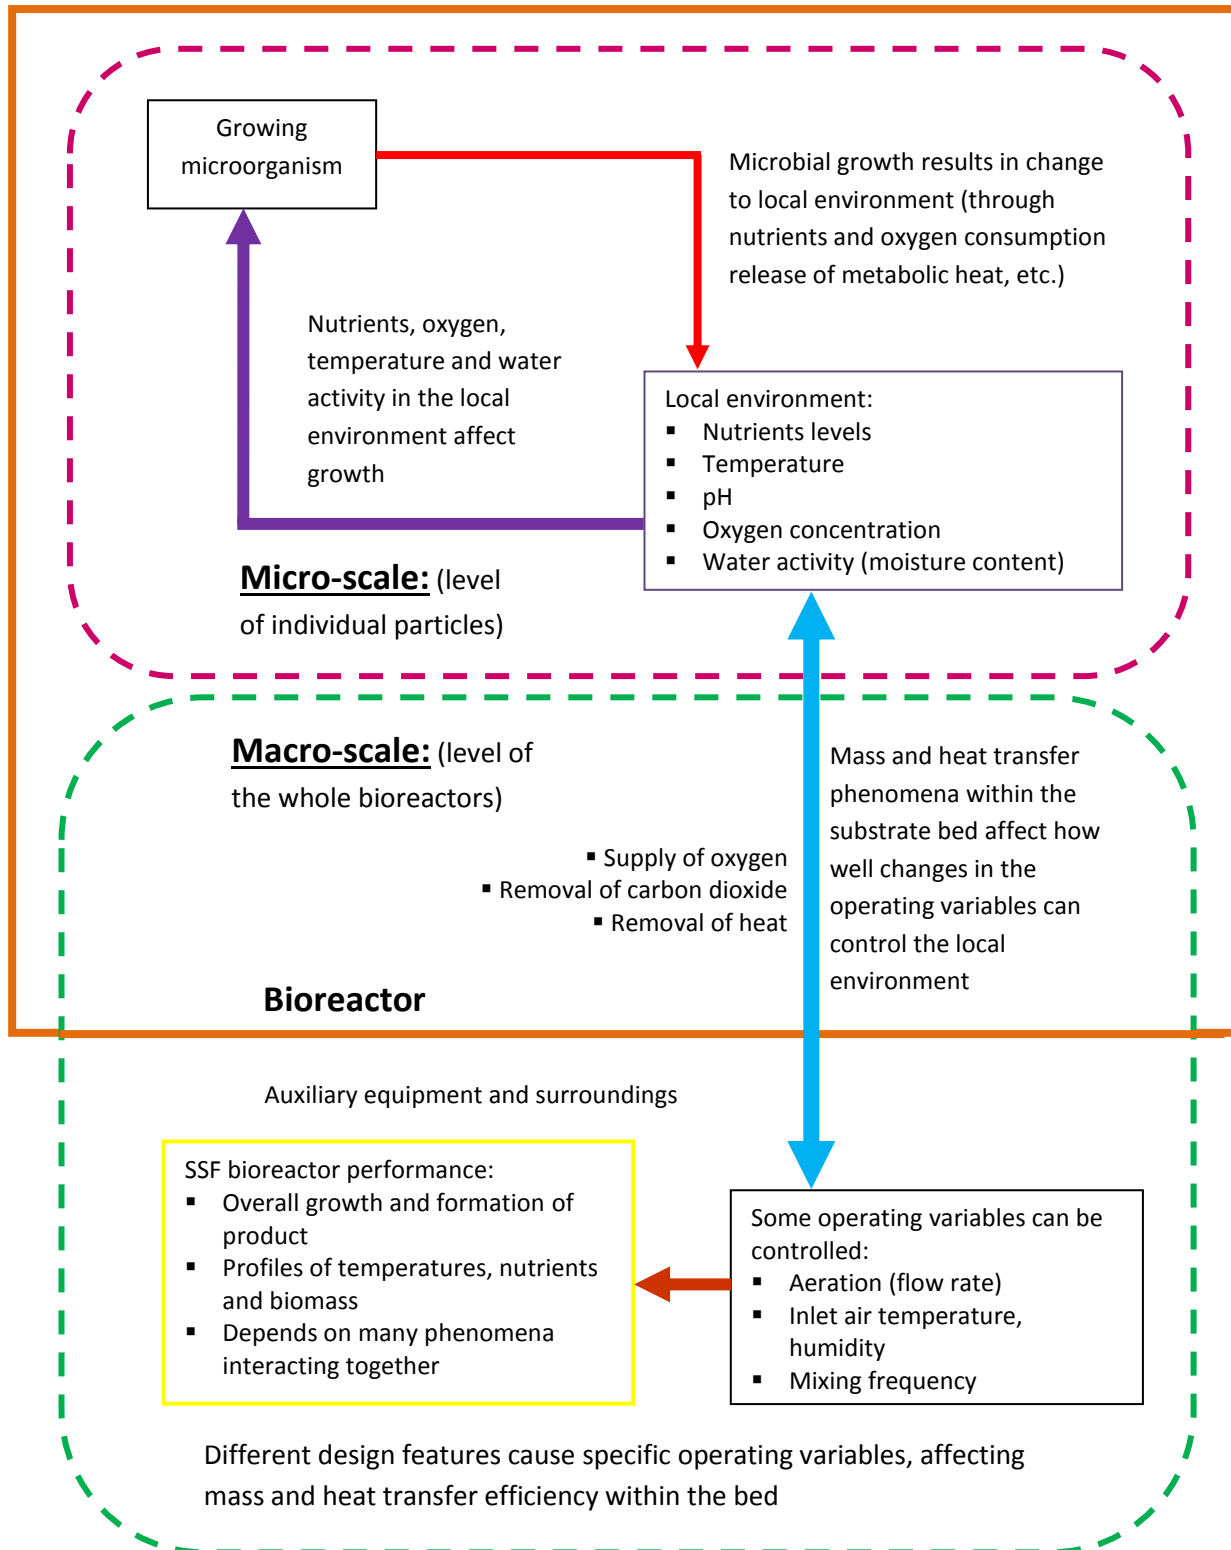 Growing
microorganism
Microbial growth results in change
to local environment (through
nutrients and oxygen consumption
release of metabolic heat, etc.)
Nutrients, oxygen,
temperature and water
activity in the local
environment affect
growth
Local environment:
▪ Nutrients levels
▪ Temperature
▪ pH
▪ Oxygen concentration
▪ Water activity (moisture content)
Micro-scale: (level
of individual particles)
Macro-scale: (level of
the whole bioreactors)
Mass and heat transfer
phenomena within the
substrate bed affect how
well changes in the
operating variables can
control the local
environment
▪ Supply of oxygen
▪ Removal of carbon dioxide
▪ Removal of heat
Bioreactor
Auxiliary equipment and surroundings
SSF bioreactor performance:
▪ Overall growth and formation of
product
▪ Profiles of temperatures, nutrients
and biomass
▪ Depends on many phenomena
interacting together
Some operating variables can be
controlled:
▪ Aeration (flow rate)
▪ Inlet air temperature,
humidity
▪ Mixing frequency
Different design features cause specific operating variables, affecting
mass and heat transfer efficiency within the bed